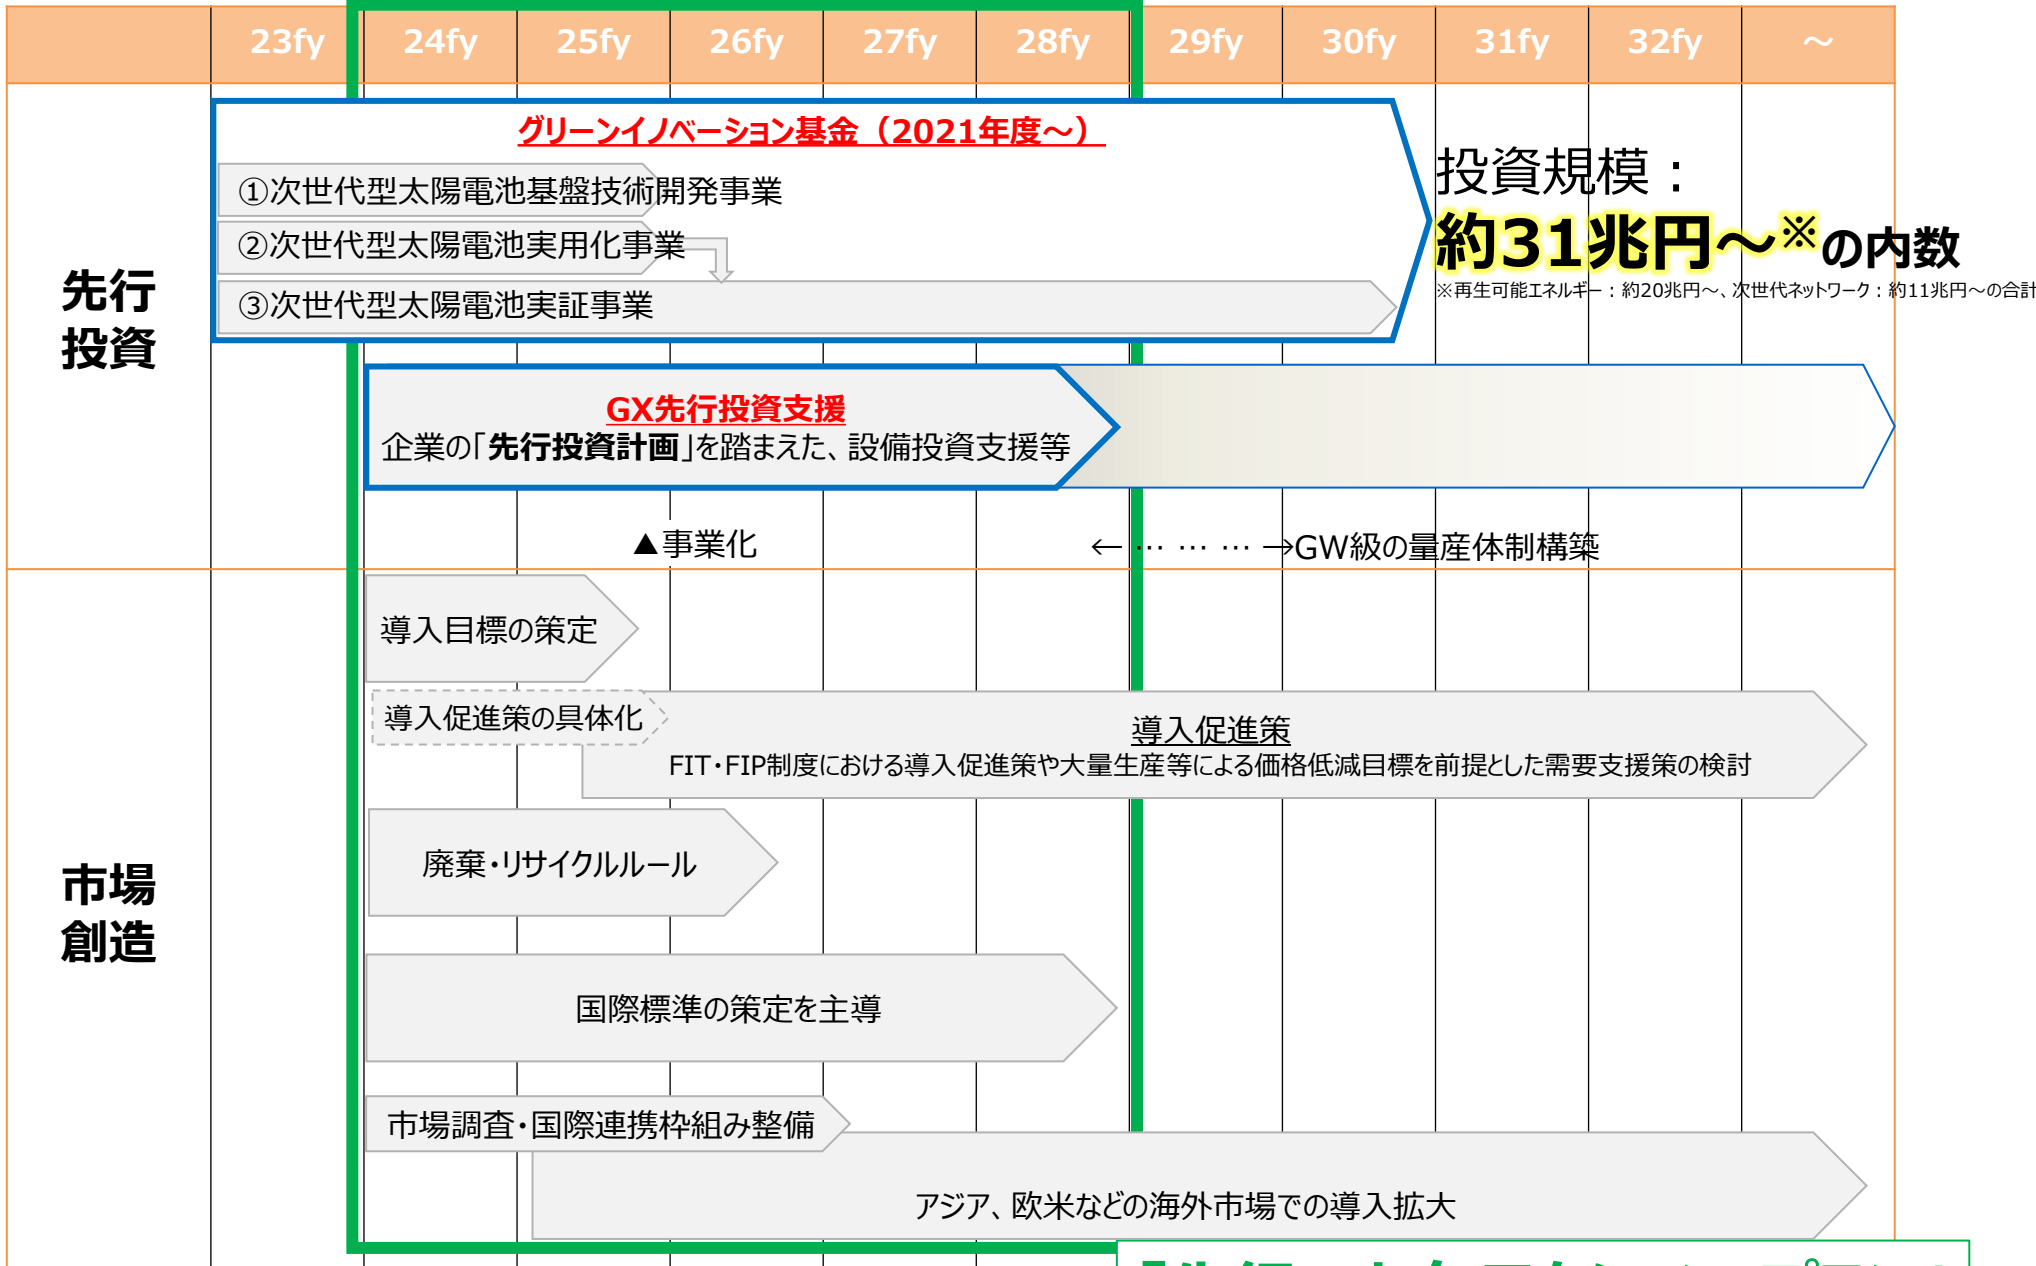 23fy 24fy 25fy 26fy 27fy 28fy 29fy 30fy 31fy 32fy ～
先行
投資
グリーンイノベーション基金（2021年度～）
①次世代型太陽電池基盤技術開発事業
②次世代型太陽電池実用化事業
③次世代型太陽電池実証事業
投資規模：
約31兆円～※の内数
※再生可能エネルギー：約20兆円～、次世代ネットワーク：約11兆円～の合計
GX先行投資支援
企業の「先行投資計画」を踏まえた、設備投資支援等
▲事業化
← … … … →GW級の量産体制構築
市場
創造
導入目標の策定
導入促進策の具体化
導入促進策
FIT・FIP制度における導入促進策や大量生産等による価格低減目標を前提とした需要支援策の検討
廃棄・リサイクルルール
国際標準の策定を主導
市場調査・国際連携枠組み整備
アジア、欧米などの海外市場での導入拡大